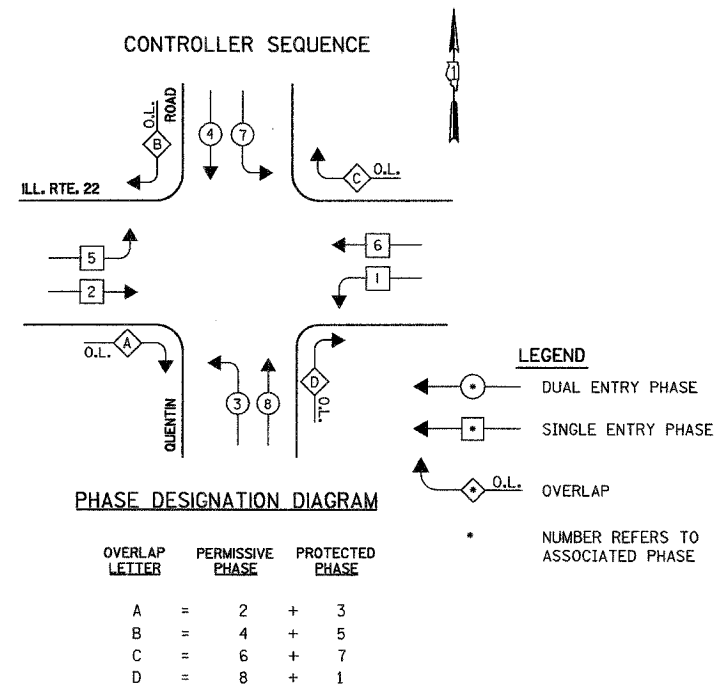 CONTROLLER SEQUENCE
1
O.L.
ROAD
B
4
7
C
O.L.
ILL. RTE. 22
5
6
2
1
O.L.
A
QUENTIN
3
8
D
O.L.
LEGEND
* DUAL ENTRY PHASE
* SINGLE ENTRY PHASE
* O.L. OVERLAP
* NUMBER REFERS TO
ASSOCIATED PHASE
PHASE DESIGNATION DIAGRAM
OVERLAP PERMISSIVE PROTECTED
LETTER PHASE PHASE
A = 2 + 3
B = 4 + 5
C = 6 + 7
D = 8 + 1